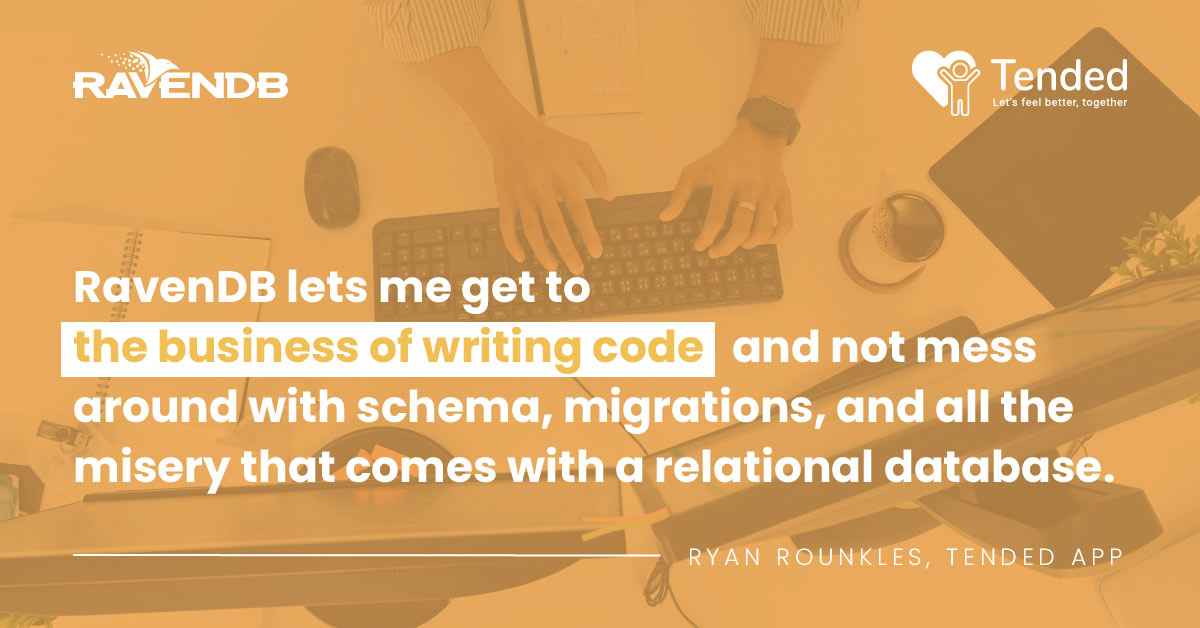 RAVENDB
Tended
Let's feel better, together
RavenDB lets me get to
the business of writing code and not mess
around with schema, migrations, and all the
misery that comes with a relational database.
RYAN ROUNKLES, TENDED APP